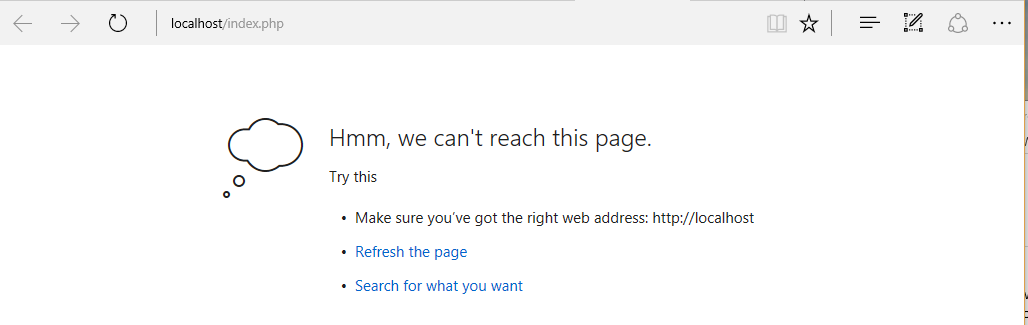 localhost/index.php
Hmm, we can't reach this page.
Try this
• Make sure you’ve got the right web address: http://localhost
• Refresh the page
• Search for what you want